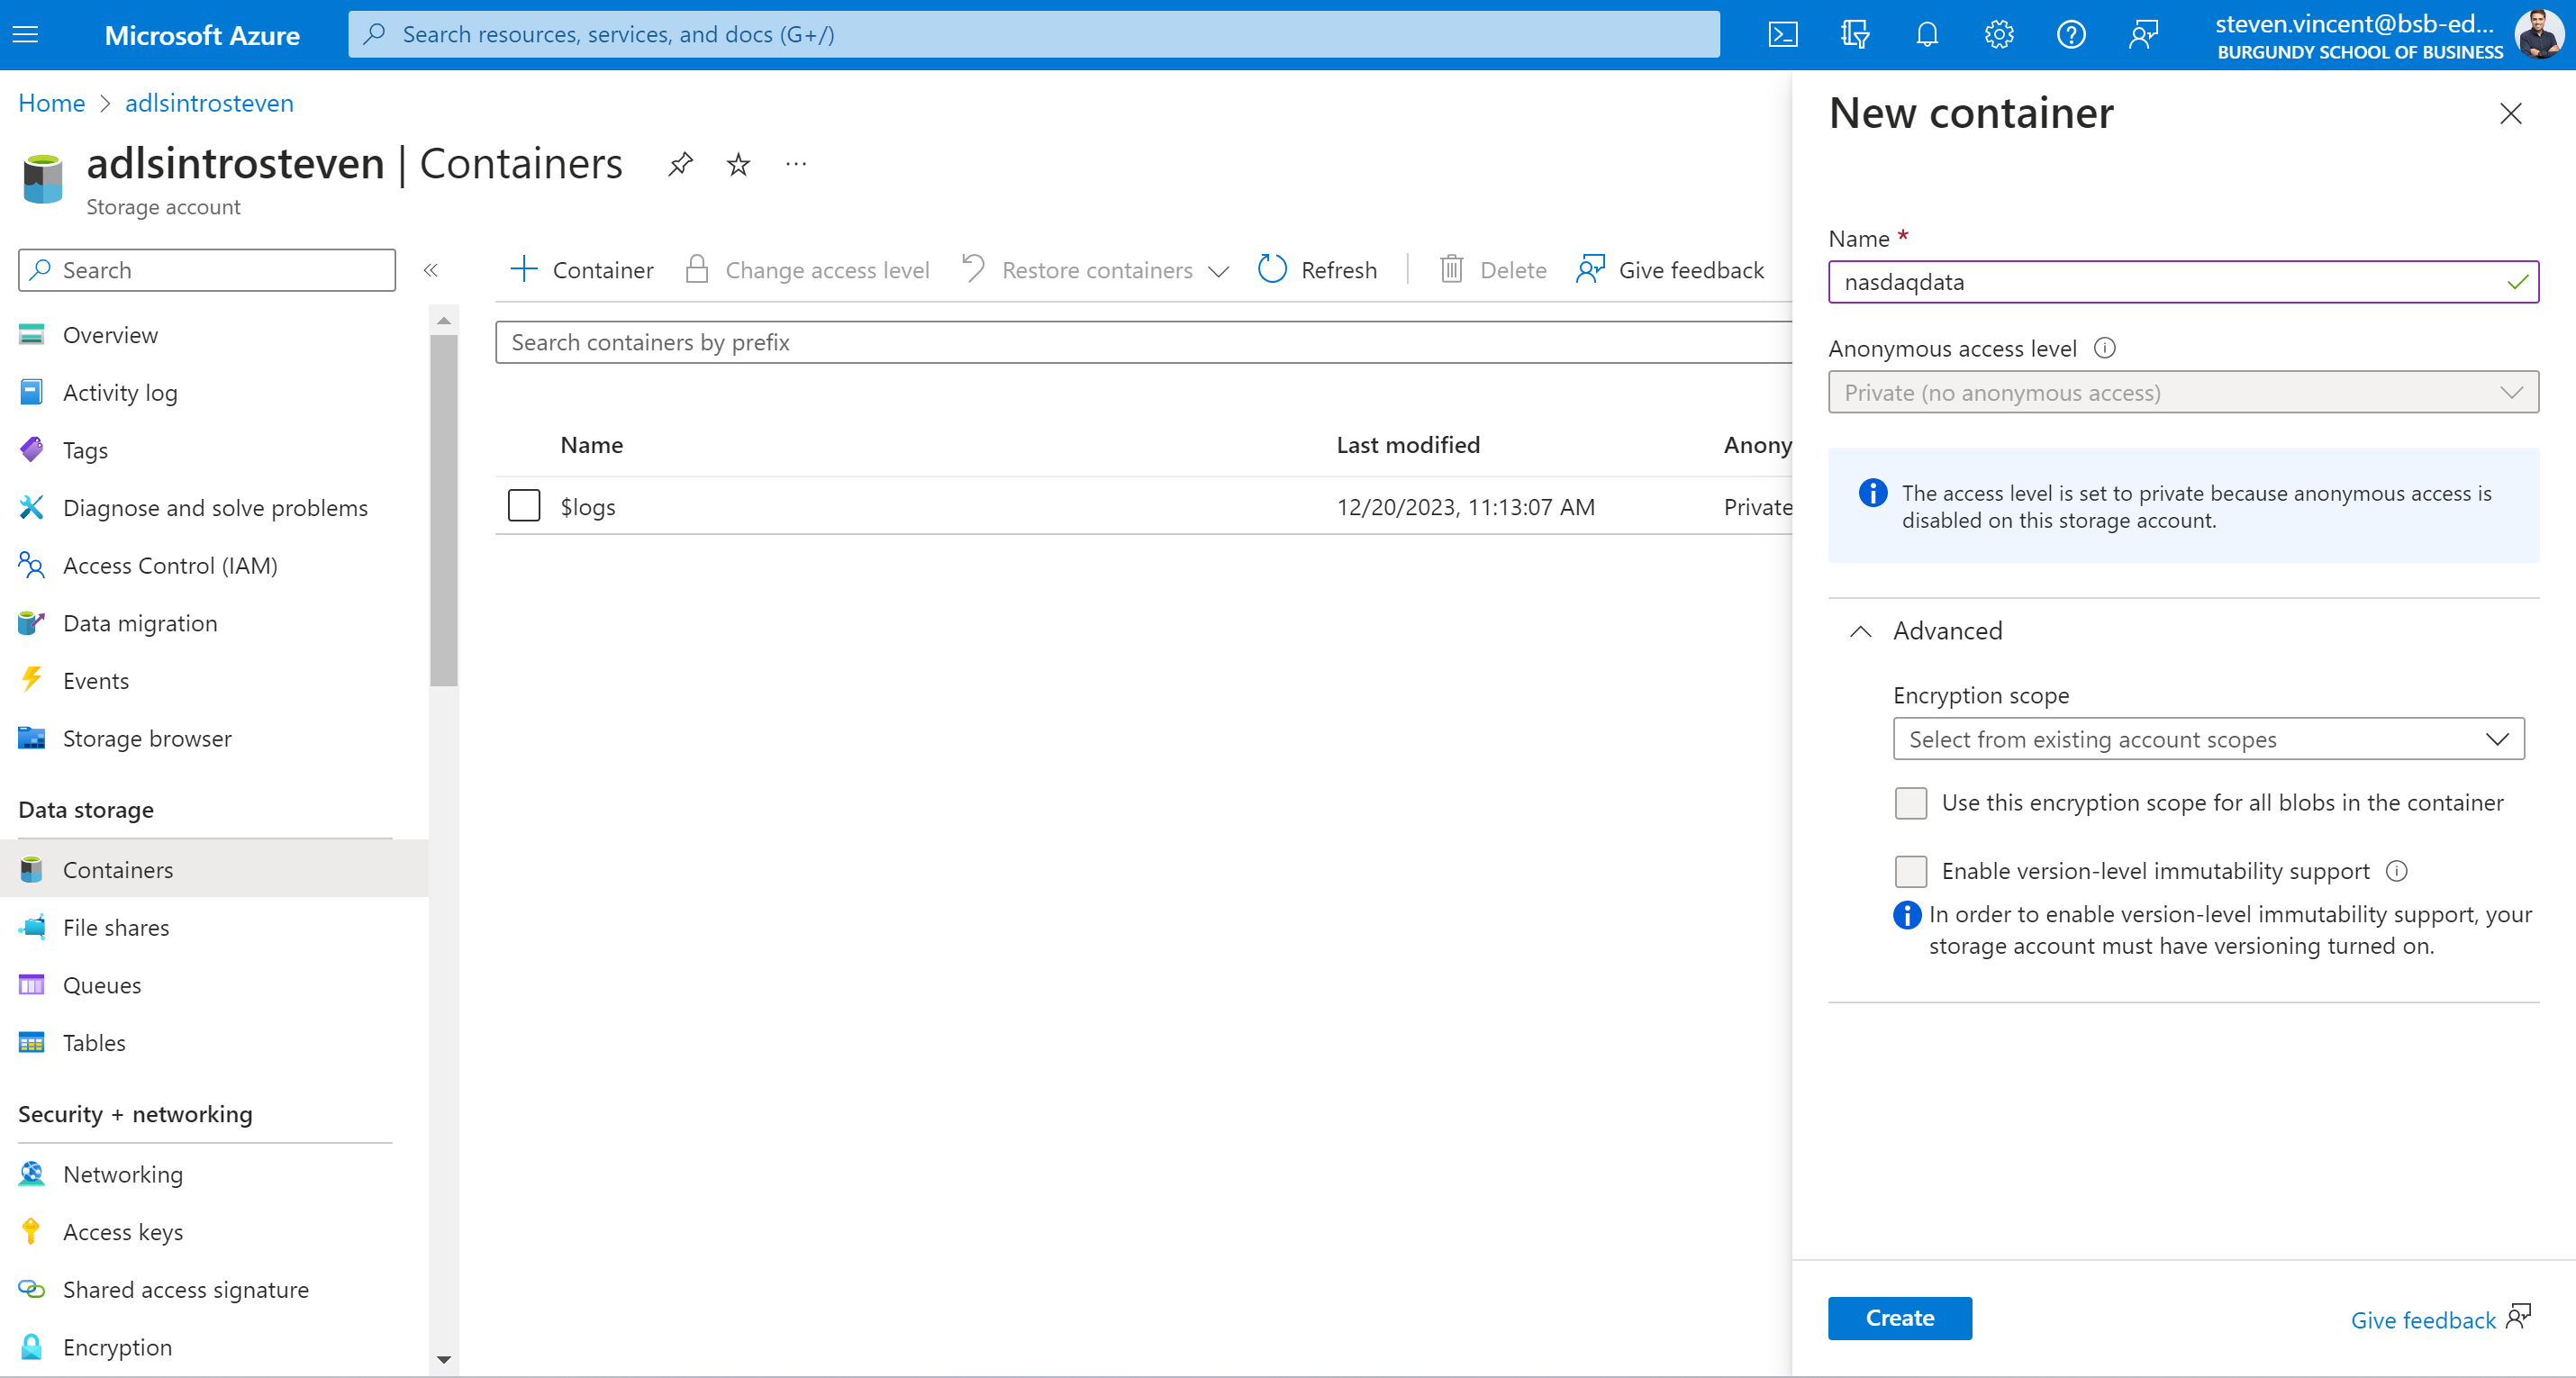 Microsoft Azure
Search resources, services, and docs (G+/)
steven.vincent@bsb-ed...
BURGUNDY SCHOOL OF BUSINESS
Home > adlsintrosteven
adlsintrosteven | Containers
Storage account
Search
Overview
Activity log
Tags
Diagnose and solve problems
Access Control (IAM)
Data migration
Events
Storage browser
Data storage
Containers
File shares
Queues
Tables
Security + networking
Networking
Access keys
Shared access signature
Encryption
Container
Change access level
Restore containers
Refresh
Delete
Give feedback
Search containers by prefix
Name Last modified Anony
$logs 12/20/2023, 11:13:07 AM Private
New container
Name *
nasdaqdata
Anonymous access level
Private (no anonymous access)
The access level is set to private because anonymous access is
disabled on this storage account.
Advanced
Encryption scope
Select from existing account scopes
Use this encryption scope for all blobs in the container
Enable version-level immutability support
In order to enable version-level immutability support, your
storage account must have versioning turned on.
Create
Give feedback